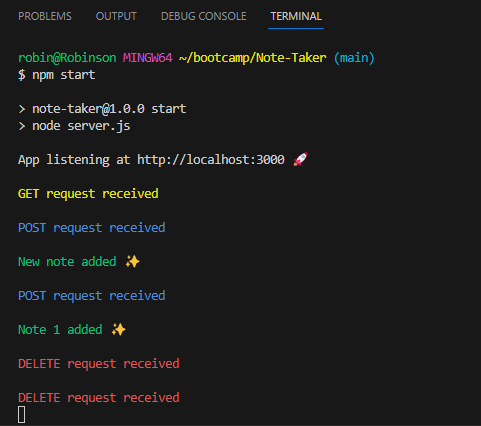 PROBLEMS OUTPUT DEBUG CONSOLE TERMINAL
robin@Robinson MINGW64 ~/bootcamp/Note-Taker (main)
$ npm start
> note-taker@1.0.0 start
> node server.js
App listening at http://localhost:3000 🚀
GET request received
POST request received
New note added ✨
POST request received
Note 1 added ✨
DELETE request received
DELETE request received